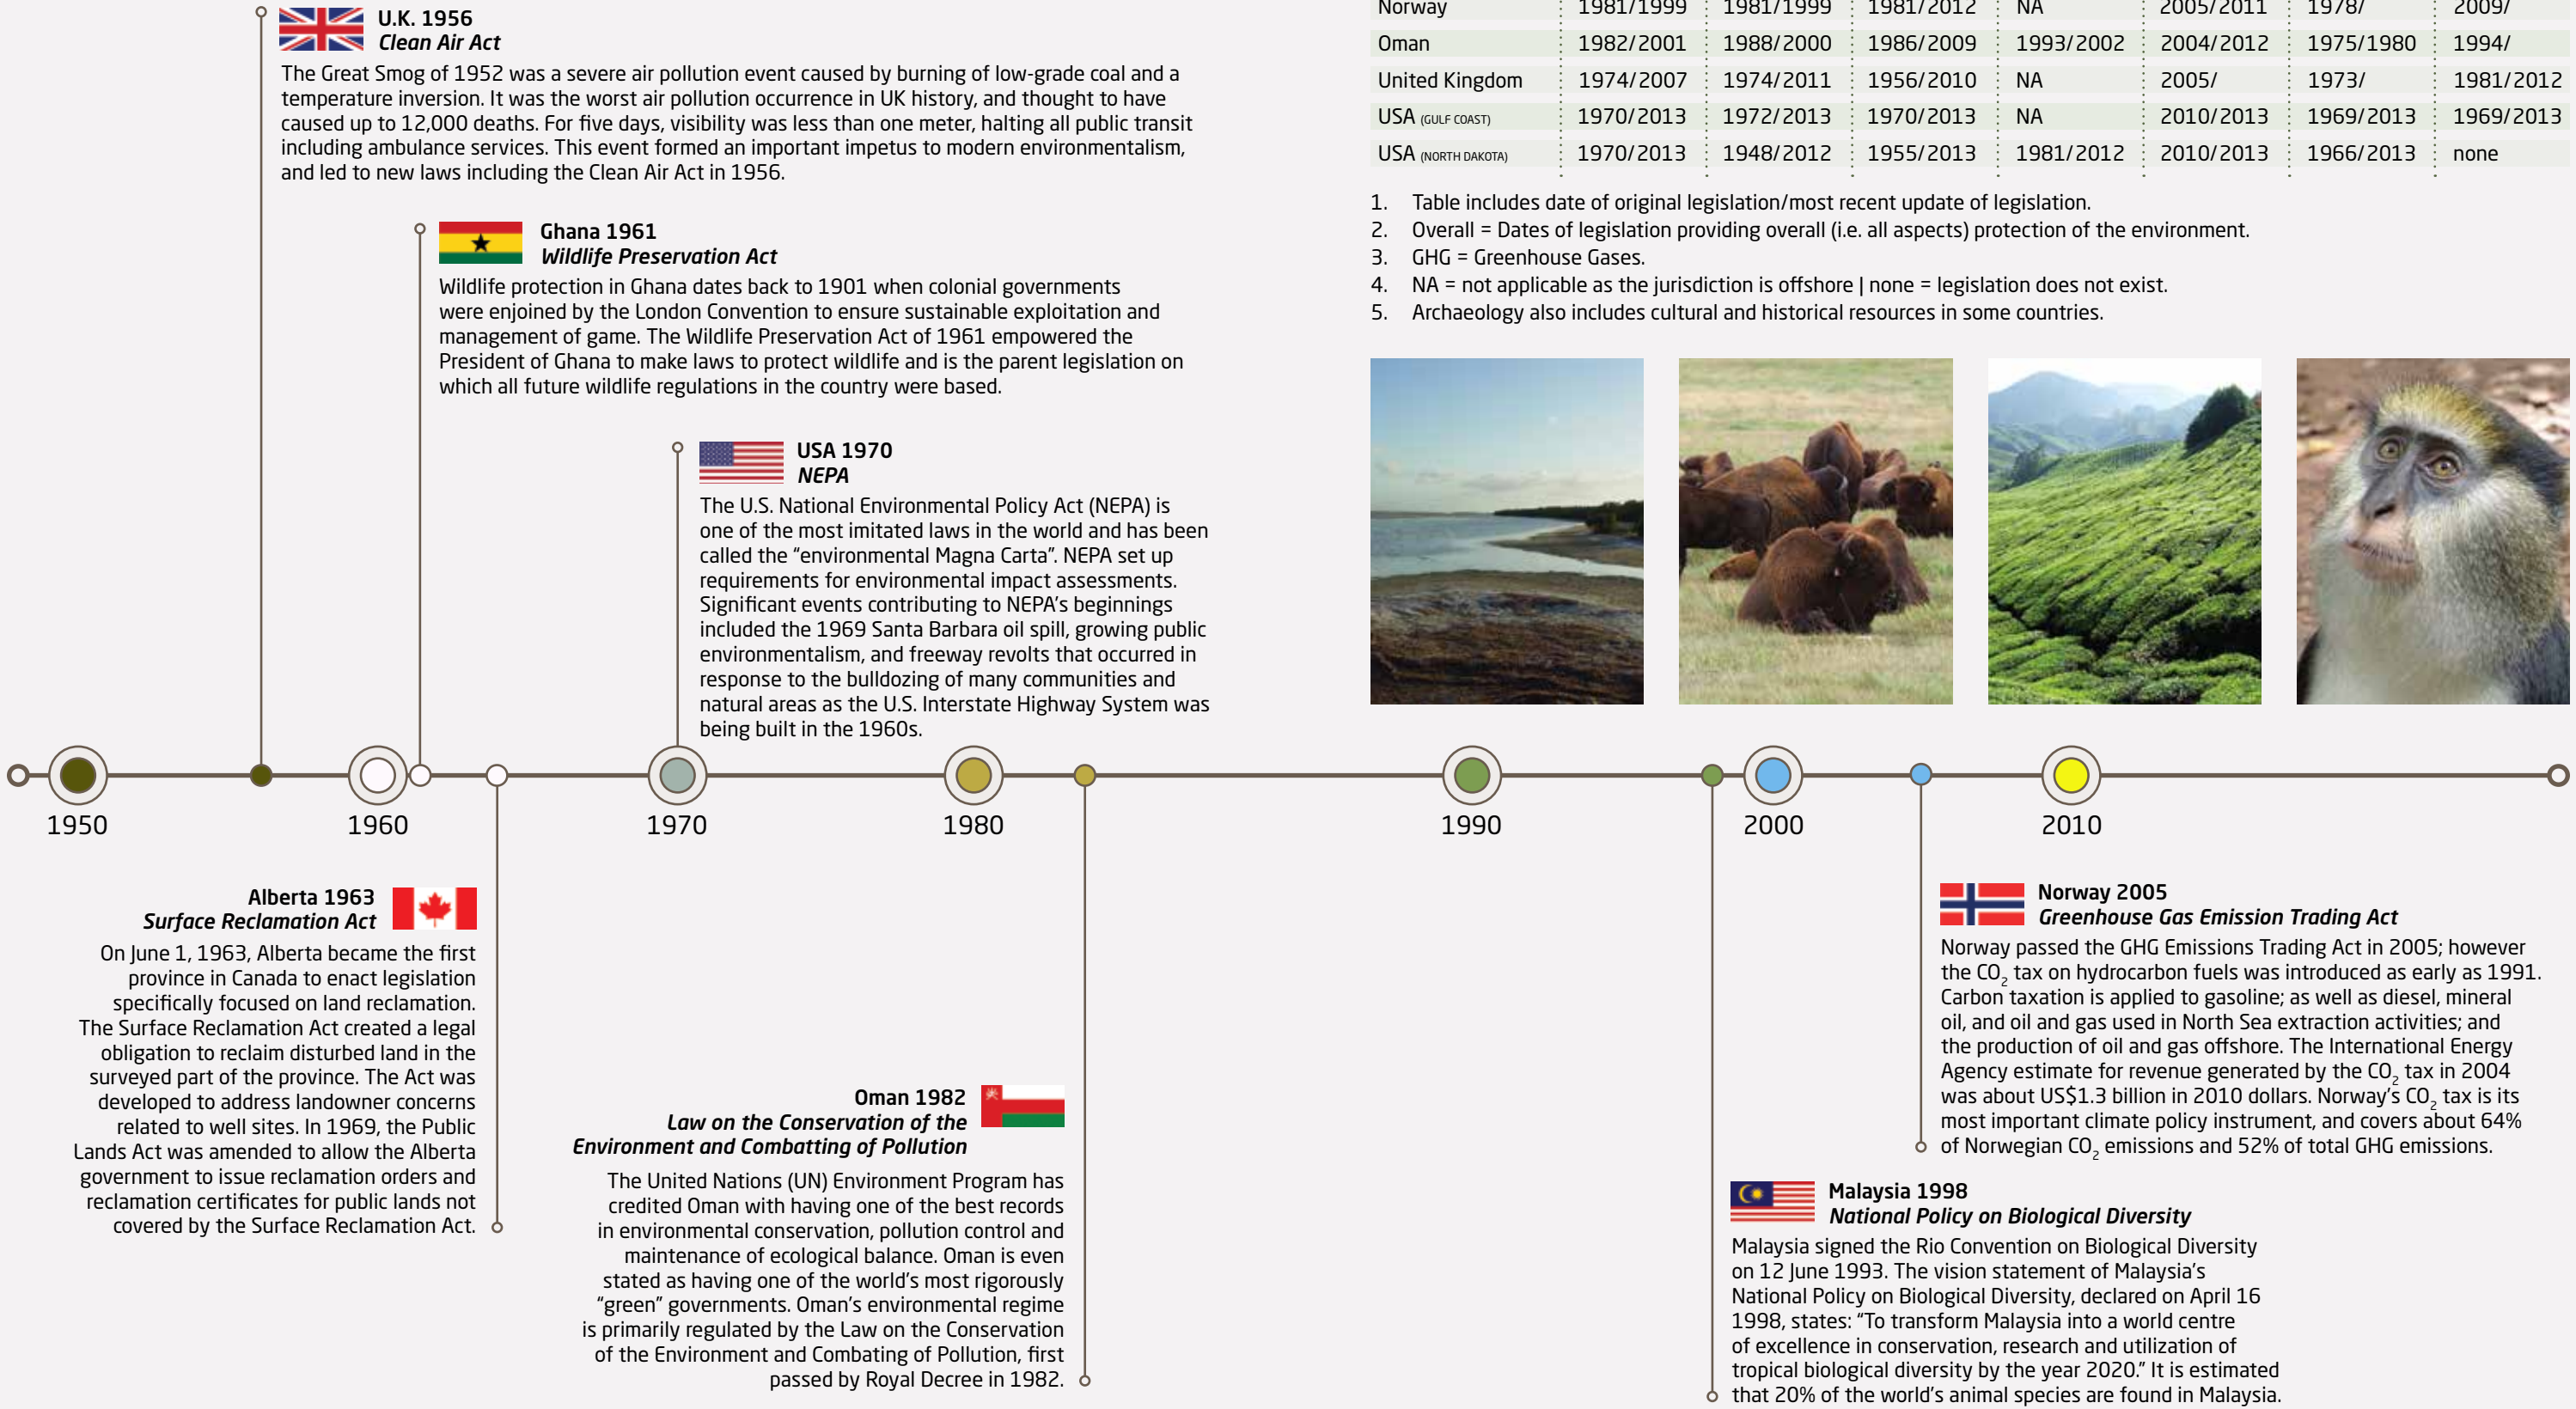 U.K. 1956
Clean Air Act
The Great Smog of 1952 was a severe air pollution event caused by burning of low-grade coal and a
temperature inversion. It was the worst air pollution occurrence in UK history, and thought to have
caused up to 12,000 deaths. For five days, visibility was less than one meter, halting all public transit
including ambulance services. This event formed an important impetus to modern environmentalism,
and led to new laws including the Clean Air Act in 1956.
Ghana 1961
Wildlife Preservation Act
Wildlife protection in Ghana dates back to 1901 when colonial governments
were enjoined by the London Convention to ensure sustainable exploitation and
management of game. The Wildlife Preservation Act of 1961 empowered the
President of Ghana to make laws to protect wildlife and is the parent legislation on
which all future wildlife regulations in the country were based.
USA 1970
NEPA
The U.S. National Environmental Policy Act (NEPA) is
one of the most imitated laws in the world and has been
called the “environmental Magna Carta”. NEPA set up
requirements for environmental impact assessments.
Significant events contributing to NEPA’s beginnings
included the 1969 Santa Barbara oil spill, growing public
environmentalism, and freeway revolts that occurred in
response to the bulldozing of many communities and
natural areas as the U.S. Interstate Highway System was
being built in the 1960s.
Norway 1981/1999 1981/1999 1981/2012 NA 2005/2011 1978/ 2009/
Oman 1982/2001 1988/2000 1986/2009 1993/2002 2004/2012 1975/1980 1994/
United Kingdom 1974/2007 1974/2011 1956/2010 NA 2005/ 1973/ 1981/2012
USA (GULF COAST) 1970/2013 1972/2013 1970/2013 NA 2010/2013 1969/2013 1969/2013
USA (NORTH DAKOTA) 1970/2013 1948/2012 1955/2013 1981/2012 2010/2013 1966/2013 none
1. Table includes date of original legislation/most recent update of legislation.
2. Overall = Dates of legislation providing overall (i.e. all aspects) protection of the environment.
3. GHG = Greenhouse Gases.
4. NA = not applicable as the jurisdiction is offshore | none = legislation does not exist.
5. Archaeology also includes cultural and historical resources in some countries.
1950 1960 1970 1980 1990 2000 2010
Alberta 1963
Surface Reclamation Act
On June 1, 1963, Alberta became the first
province in Canada to enact legislation
specifically focused on land reclamation.
The Surface Reclamation Act created a legal
obligation to reclaim disturbed land in the
surveyed part of the province. The Act was
developed to address landowner concerns
related to well sites. In 1969, the Public
Lands Act was amended to allow the Alberta
government to issue reclamation orders and
reclamation certificates for public lands not
covered by the Surface Reclamation Act.
Oman 1982
Law on the Conservation of the
Environment and Combatting of Pollution
The United Nations (UN) Environment Program has
credited Oman with having one of the best records
in environmental conservation, pollution control and
maintenance of ecological balance. Oman is even
stated as having one of the world’s most rigorously
“green” governments. Oman’s environmental regime
is primarily regulated by the Law on the Conservation
of the Environment and Combating of Pollution, first
passed by Royal Decree in 1982.
Norway 2005
Greenhouse Gas Emission Trading Act
Norway passed the GHG Emissions Trading Act in 2005; however
the CO₂ tax on hydrocarbon fuels was introduced as early as 1991.
Carbon taxation is applied to gasoline; as well as diesel, mineral
oil, and oil and gas used in North Sea extraction activities; and
the production of oil and gas offshore. The International Energy
Agency estimate for revenue generated by the CO₂ tax in 2004
was about US$1.3 billion in 2010 dollars. Norway’s CO₂ tax is its
most important climate policy instrument, and covers about 64%
of Norwegian CO₂ emissions and 52% of total GHG emissions.
Malaysia 1998
National Policy on Biological Diversity
Malaysia signed the Rio Convention on Biological Diversity
on 12 June 1993. The vision statement of Malaysia’s
National Policy on Biological Diversity, declared on April 16
1998, states: “To transform Malaysia into a world centre
of excellence in conservation, research and utilization of
tropical biological diversity by the year 2020.” It is estimated
that 20% of the world’s animal species are found in Malaysia.